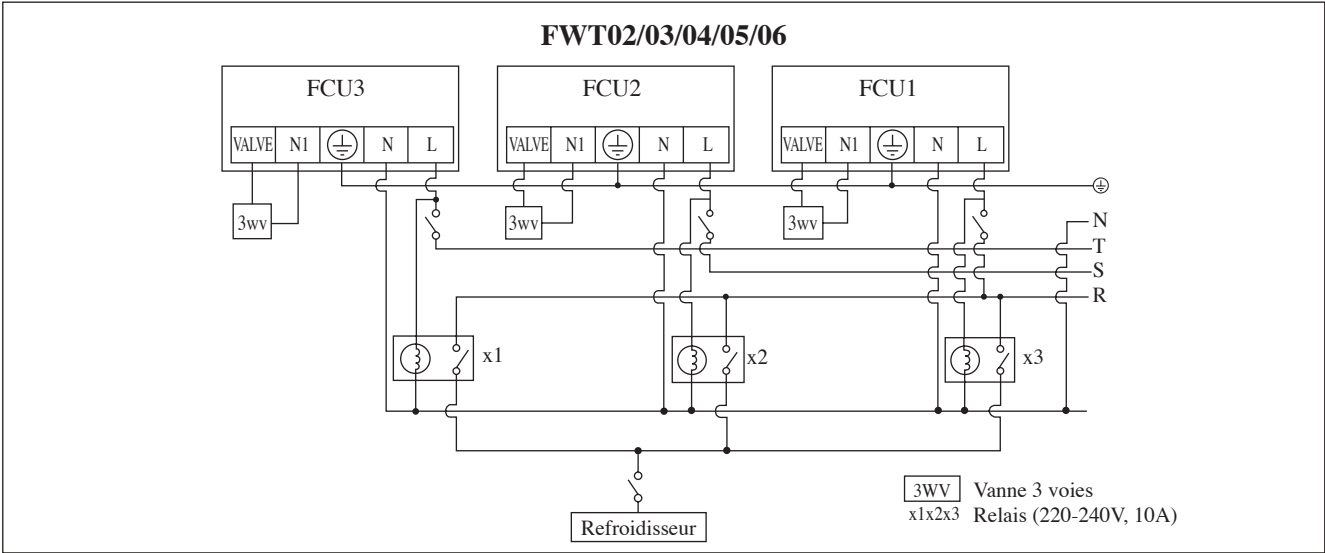 FWT02/03/04/05/06
FCU3 FCU2 FCU1
VALVE N1 N L VALVE N1 N L VALVE N1 N L
3wv 3wv 3wv
N
T
S
R
x1 x2 x3
3WV Vanne 3 voies
x1x2x3 Relais (220-240V, 10A)
Refroidisseur